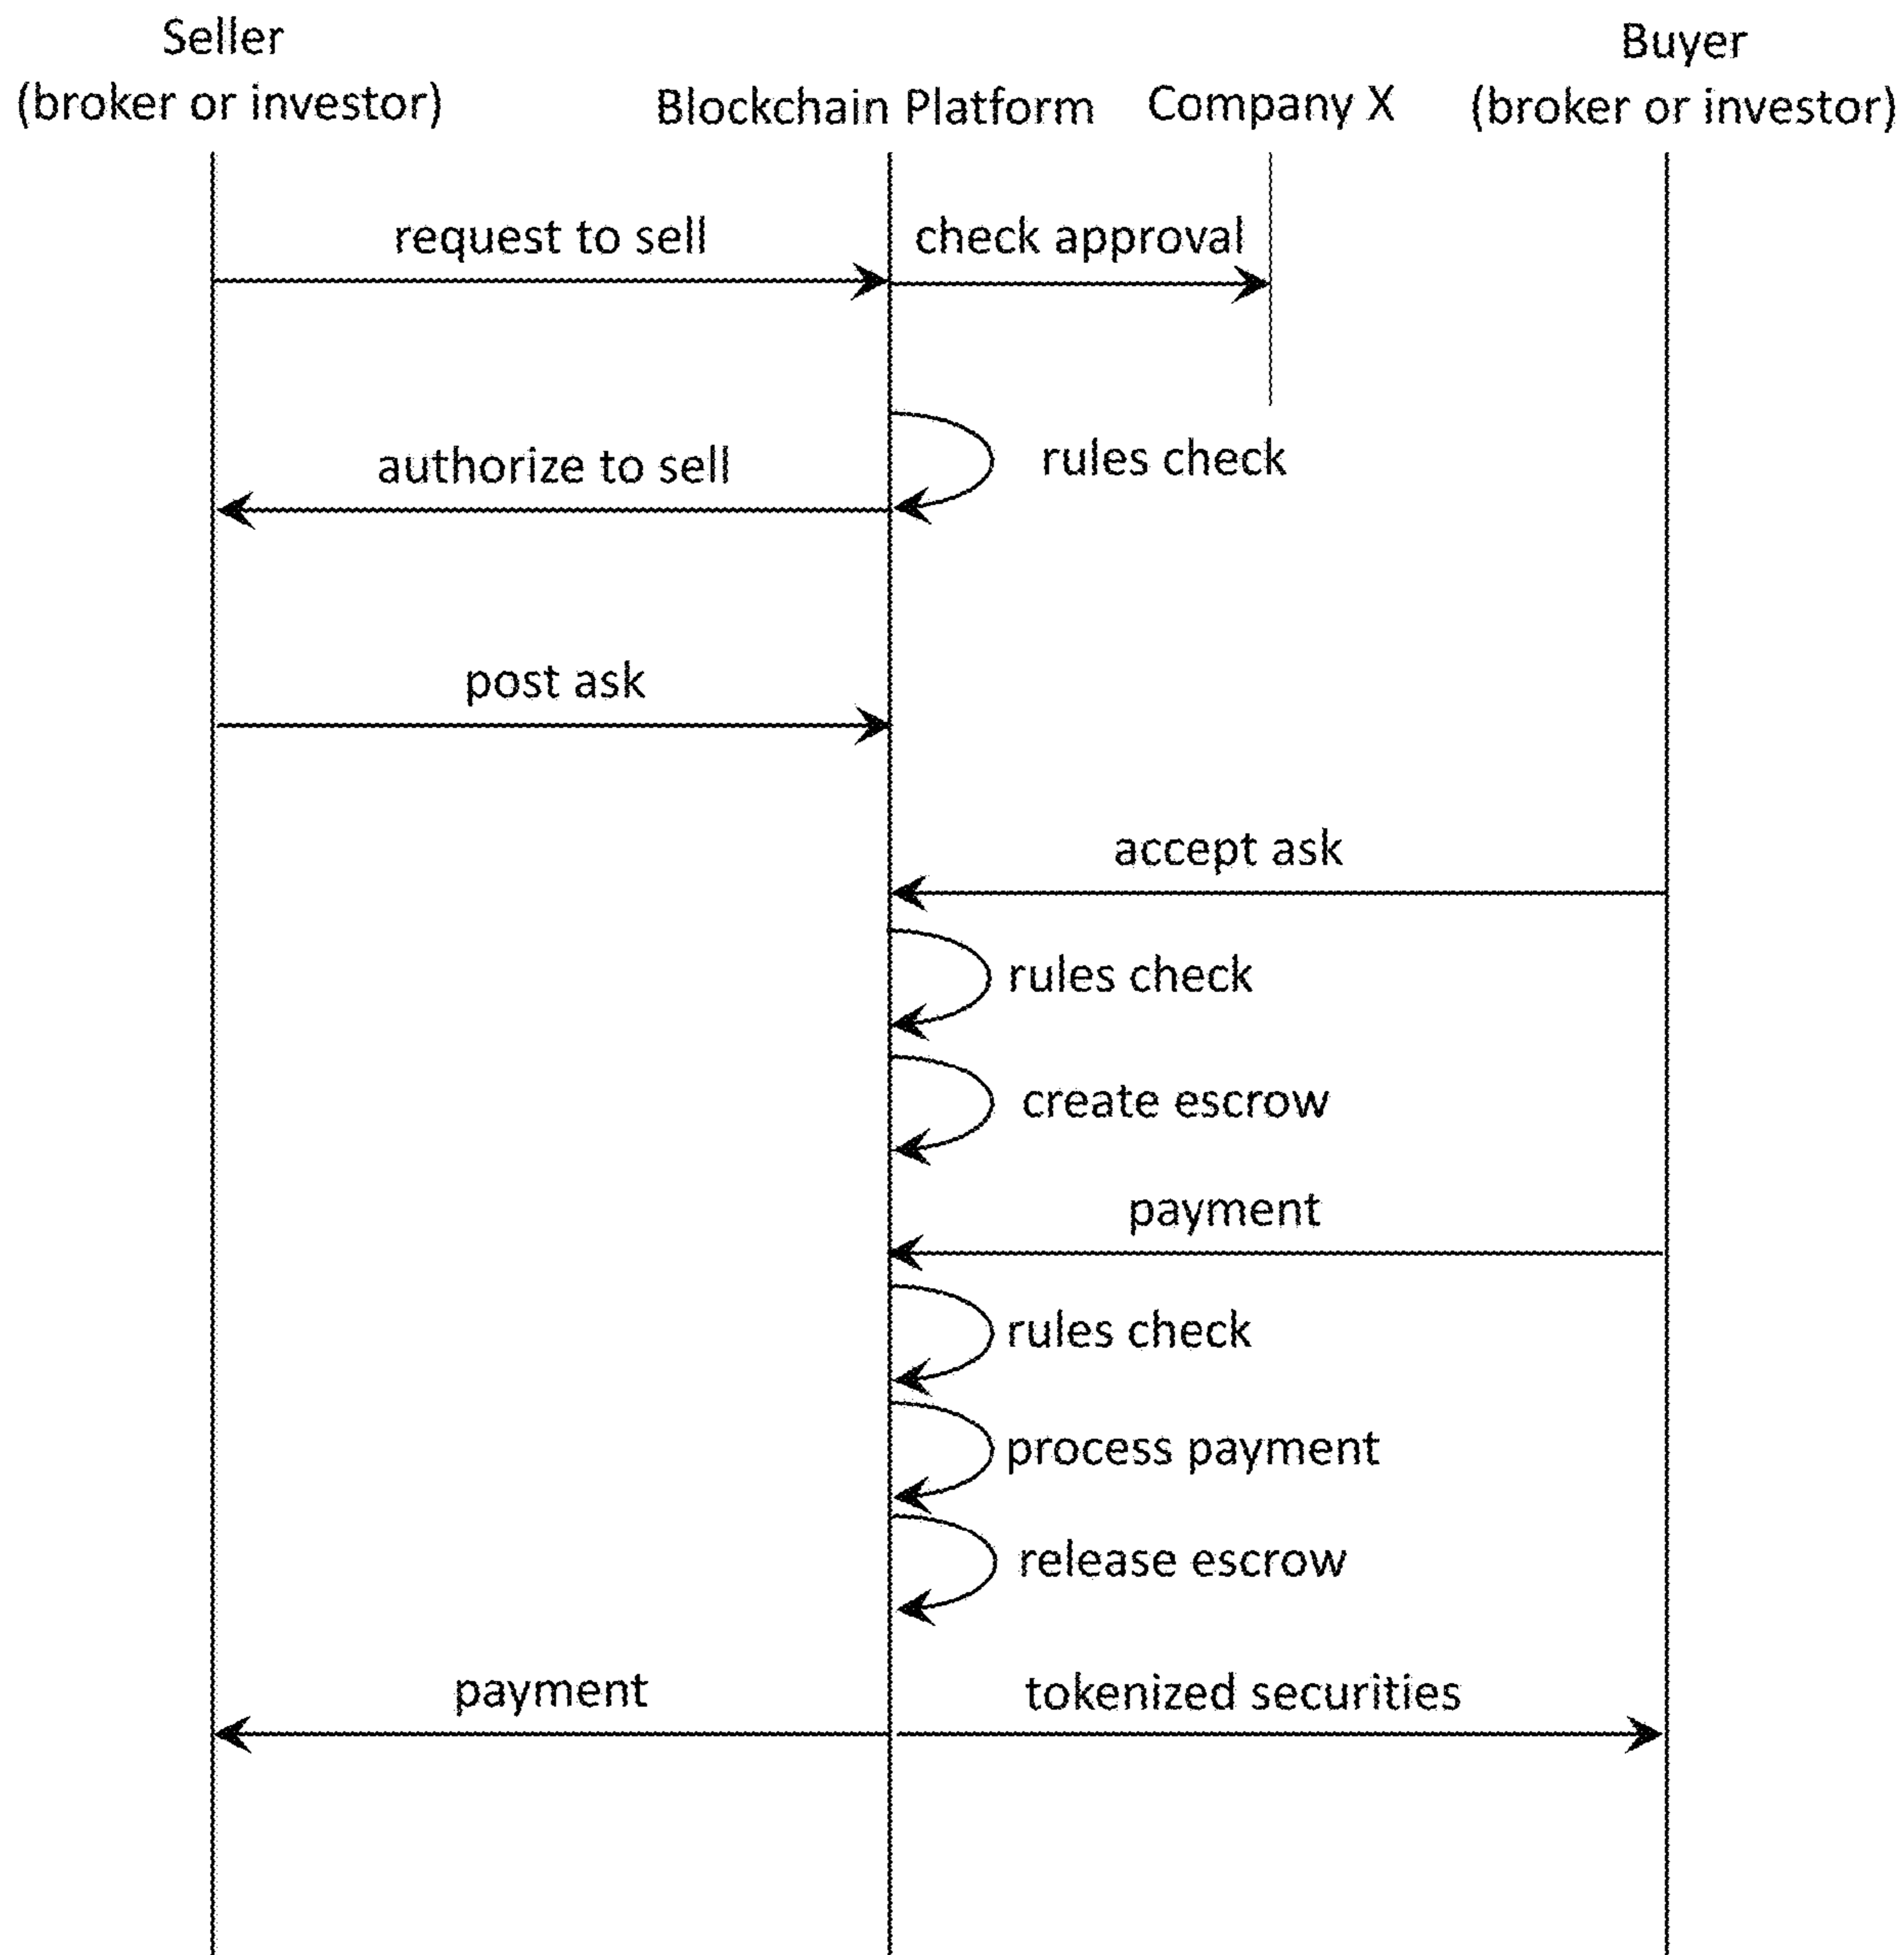 Seller
(broker or investor)
Blockchain Platform
Company X
Buyer
(broker or investor)
request to sell
check approval
authorize to sell
rules check
post ask
accept ask
rules check
create escrow
payment
rules check
process payment
release escrow
payment
tokenized securities